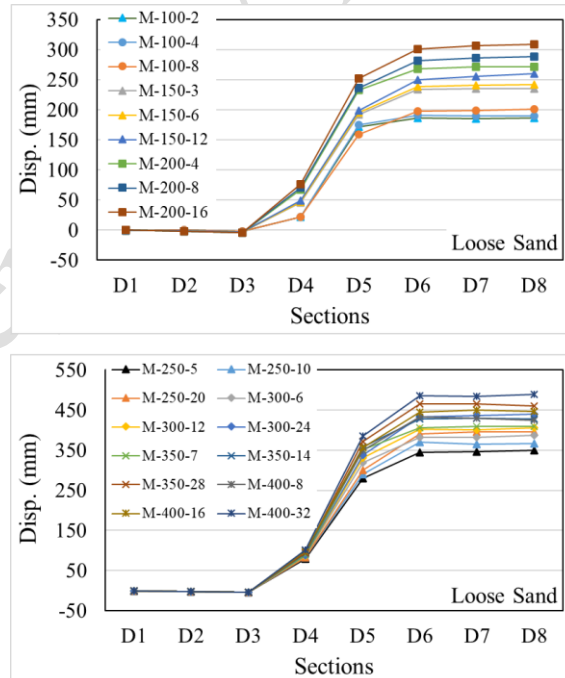 350
300
250
200
150
100
50
0
-50
Disp. (mm)
M-100-2
M-100-4
M-100-8
M-150-3
M-150-6
M-150-12
M-200-4
M-200-8
M-200-16
Loose Sand
D1 D2 D3 D4 D5 D6 D7 D8
Sections
550
450
350
250
150
50
-50
Disp. (mm)
M-250-5 M-250-10
M-250-20 M-300-6
M-300-12 M-300-24
M-350-7 M-350-14
M-350-28 M-400-8
M-400-16 M-400-32
Loose Sand
D1 D2 D3 D4 D5 D6 D7 D8
Sections